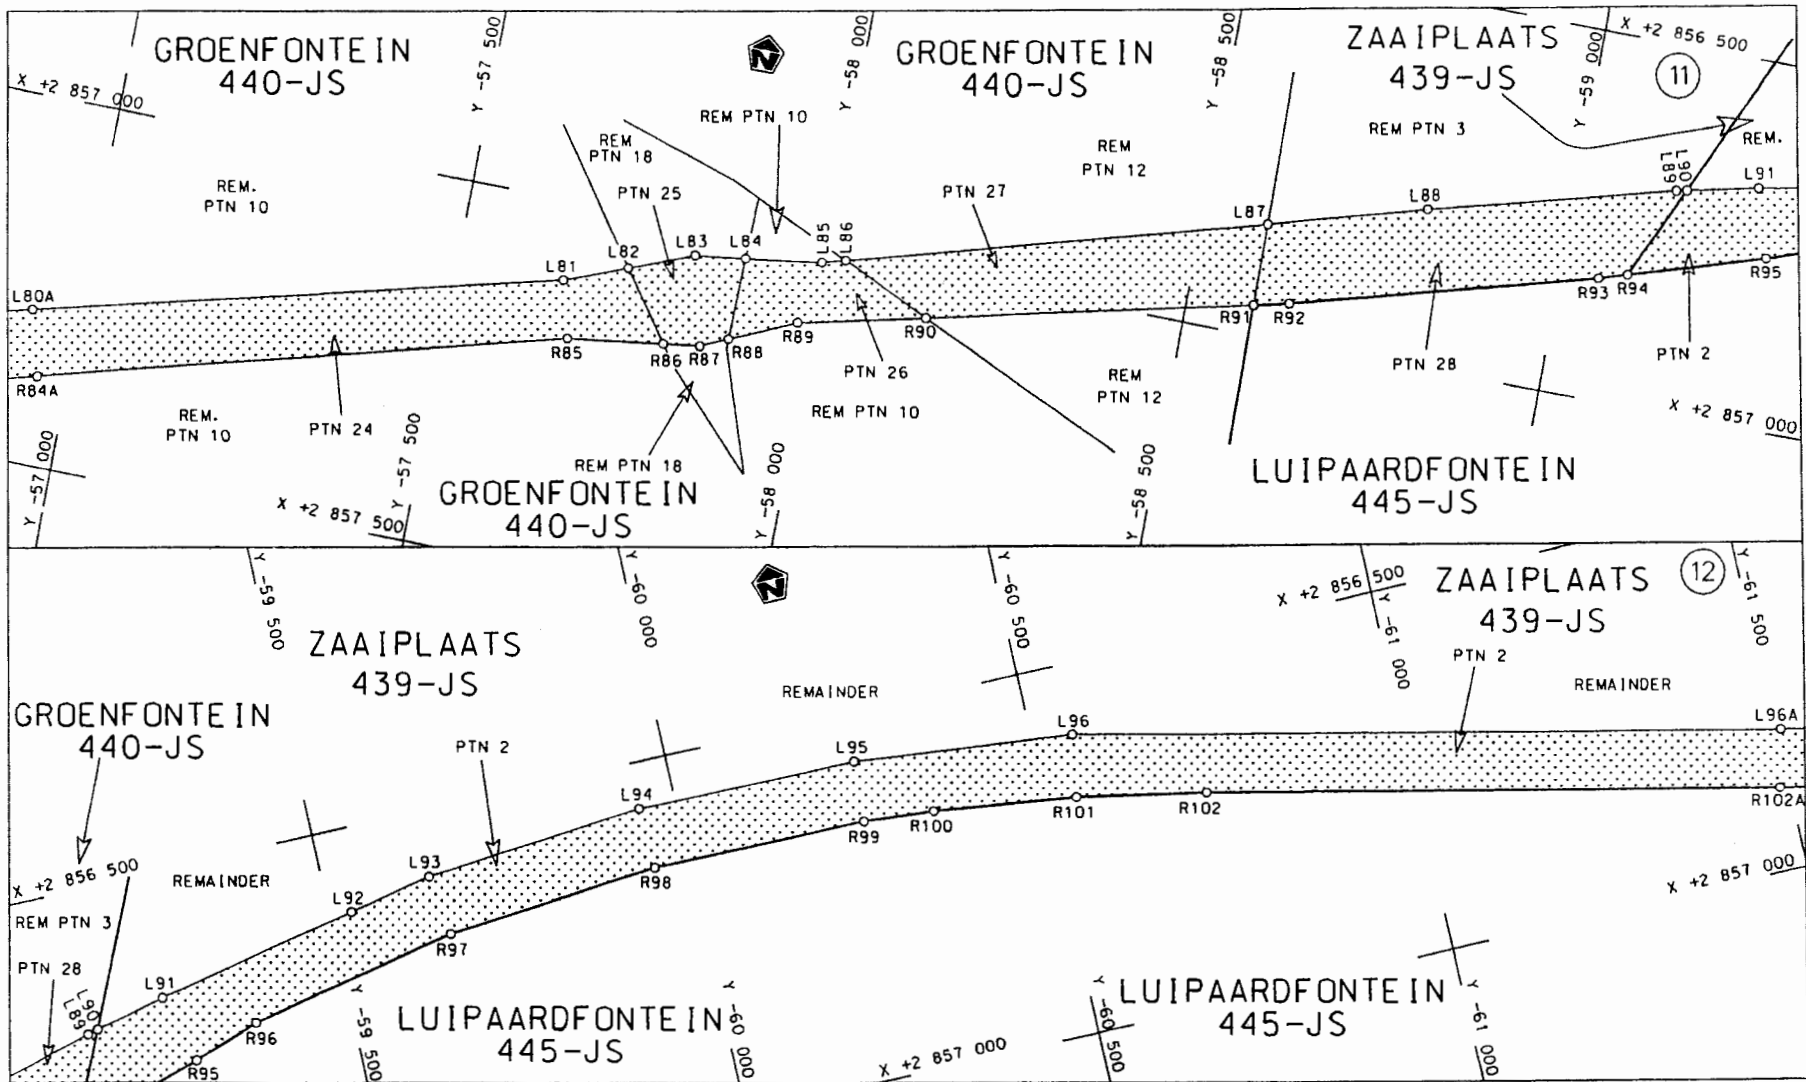 GROENFONTEIN
440-JS
Y -57 500
N
Y -58 000
GROENFONTEIN
440-JS
Y -58 500
ZAAIPLAATS
439-JS
Y -59 000
X +2 856 500
11
X +2 857 000
REM PTN 10
REM PTN 3
REM.
REM
PTN 18
REM
PTN 12
REM.
PTN 10
PTN 25
PTN 27
L89
L90
L91
L88
L87
L86
L85
L84
L83
L82
L81
L80A
R84A
R85
R86
R87
R88
R89
R90
R91
R92
R93
R94
R95
PTN 26
REM
PTN 12
PTN 28
PTN 2
REM PTN 10
REM.
PTN 10
PTN 24
X +2 857 000
Y -57 000
X +2 857 500
Y -57 500
REM PTN 18
GROENFONTEIN
440-JS
Y -58 000
Y -58 500
LUIPAARDFONTEIN
445-JS
Y -59 500
Y -60 000
N
Y -60 500
X +2 856 500
Y -61 000
ZAAIPLAATS
439-JS
12
Y -61 500
ZAAIPLAATS
439-JS
PTN 2
REMAINDER
REMAINDER
GROENFONTEIN
440-JS
PTN 2
L96
L96A
L95
L94
L93
L92
L91
L90
L89
X +2 856 500
REMAINDER
REM PTN 3
PTN 28
R95
R96
R97
R98
R99
R100
R101
R102
R102A
X +2 857 000
Y -59 500
LUIPAARDFONTEIN
445-JS
Y -60 000
X +2 857 000
Y -60 500
LUIPAARDFONTEIN
445-JS
Y -61 000